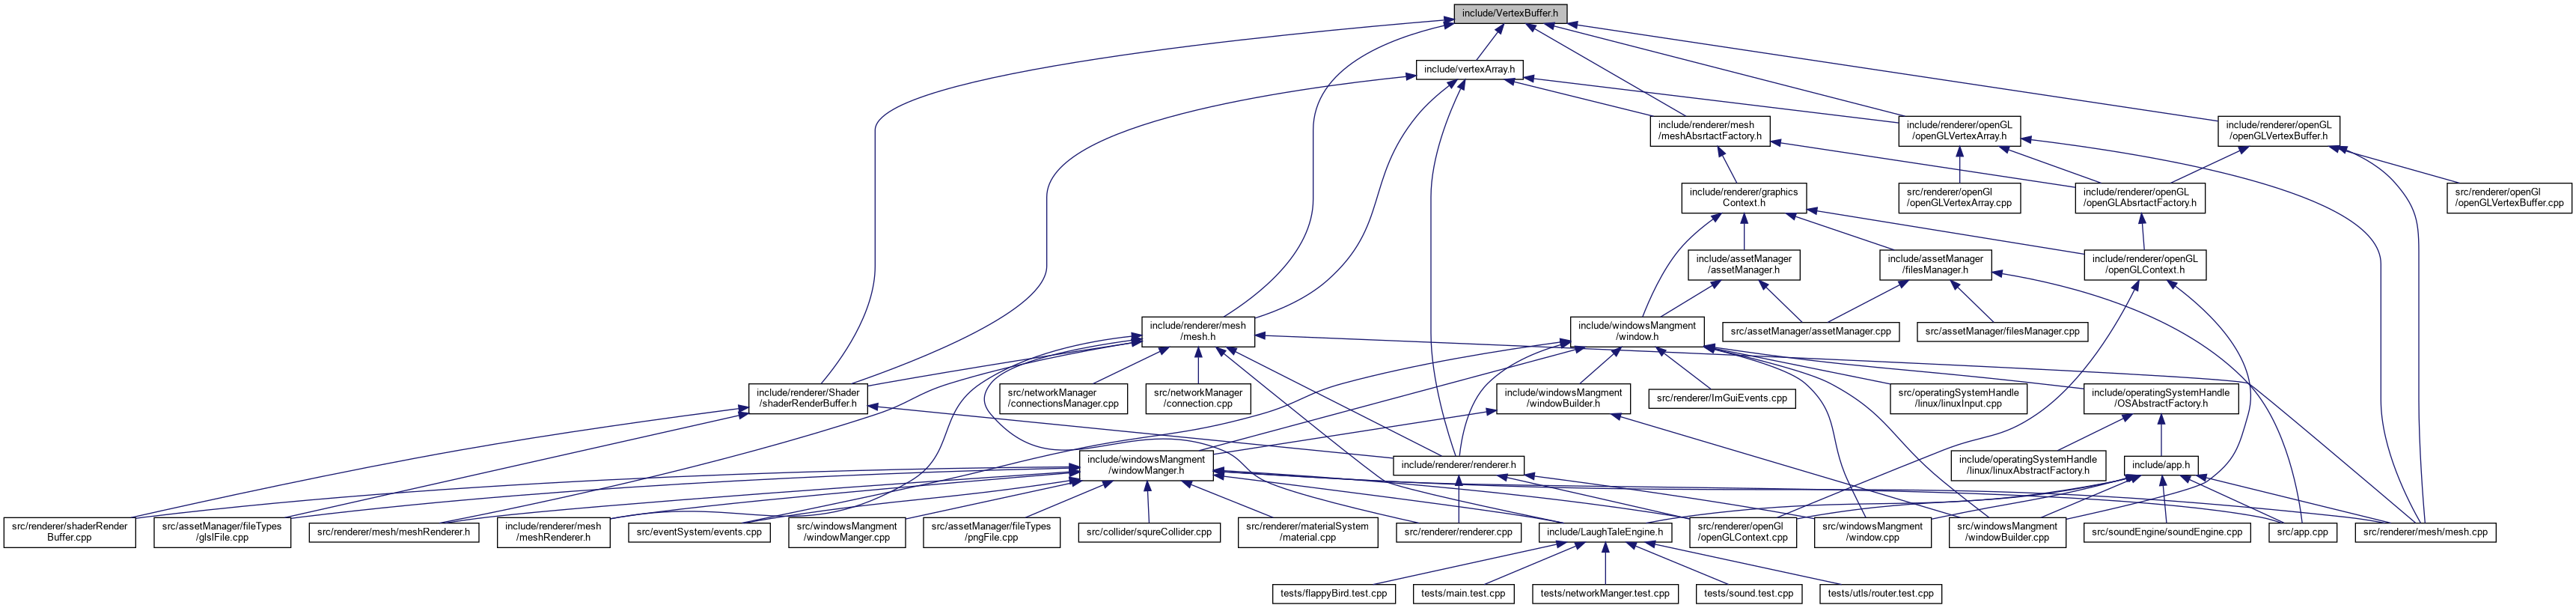 include/VertexBuffer.h
include/vertexArray.h
include/renderer/mesh
/meshAbsrtactFactory.h
include/renderer/openGL
/openGLVertexArray.h
include/renderer/openGL
/openGLVertexBuffer.h
include/renderer/graphics
Context.h
src/renderer/openGl
/openGLVertexArray.cpp
include/renderer/openGL
/openGLAbsrtactFactory.h
src/renderer/openGl
/openGLVertexBuffer.cpp
include/assetManager
/assetManager.h
include/assetManager
/filesManager.h
include/renderer/openGL
/openGLContext.h
include/renderer/mesh
/mesh.h
include/windowsMangment
/window.h
src/assetManager/assetManager.cpp
src/assetManager/filesManager.cpp
include/renderer/Shader
/shaderRenderBuffer.h
src/networkManager
/connectionsManager.cpp
src/networkManager
/connection.cpp
include/windowsMangment
/windowBuilder.h
src/renderer/ImGuiEvents.cpp
src/operatingSystemHandle
/linux/linuxInput.cpp
include/operatingSystemHandle
/OSAbstractFactory.h
include/windowsMangment
/windowManger.h
include/renderer/renderer.h
include/operatingSystemHandle
/linux/linuxAbstractFactory.h
include/app.h
src/renderer/shaderRender
Buffer.cpp
src/assetManager/fileTypes
/glslFile.cpp
src/renderer/mesh/meshRenderer.h
include/renderer/mesh
/meshRenderer.h
src/eventSystem/events.cpp
src/windowsMangment
/windowManger.cpp
src/assetManager/fileTypes
/pngFile.cpp
src/collider/squreCollider.cpp
src/renderer/materialSystem
/material.cpp
src/renderer/renderer.cpp
include/LaughTaleEngine.h
src/renderer/openGl
/openGLContext.cpp
src/windowsMangment
/window.cpp
src/windowsMangment
/windowBuilder.cpp
src/soundEngine/soundEngine.cpp
src/app.cpp
src/renderer/mesh/mesh.cpp
tests/flappyBird.test.cpp
tests/main.test.cpp
tests/networkManger.test.cpp
tests/sound.test.cpp
tests/utls/router.test.cpp